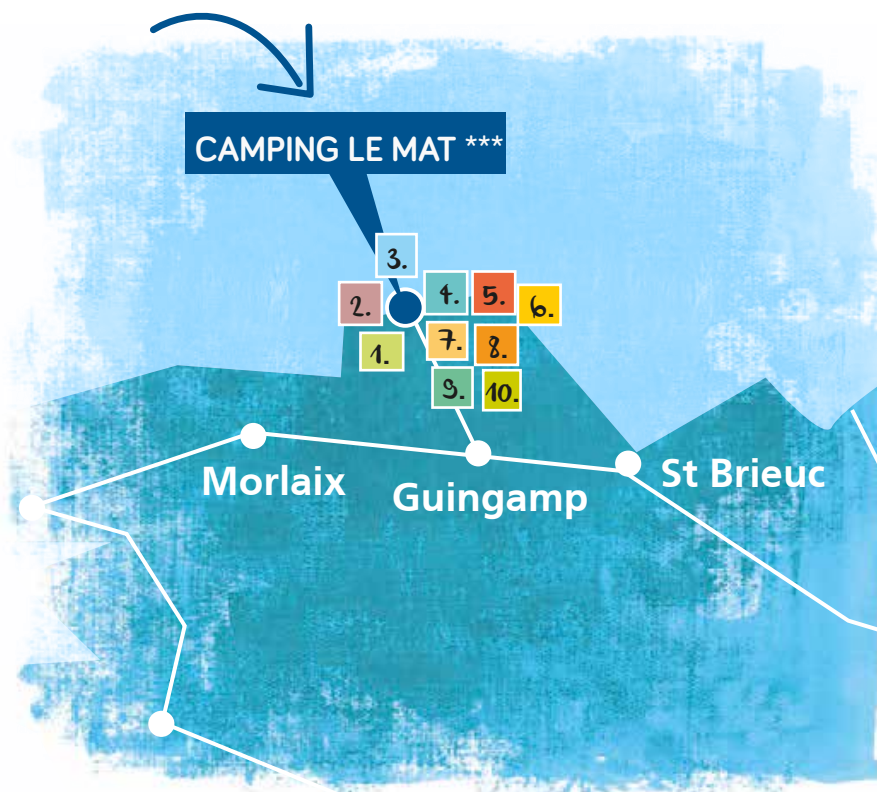 CAMPING LE MAT ***
3.
2.
4.
5.
6.
1.
7.
8.
9.
10.
Morlaix
Guingamp
St Brieuc